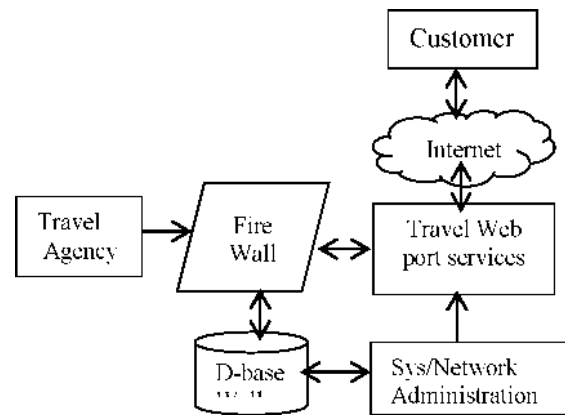 Customer
Internet
Travel
Agency
Fire
Wall
Travel Web
port services
D-base
Sys/Network
Administration